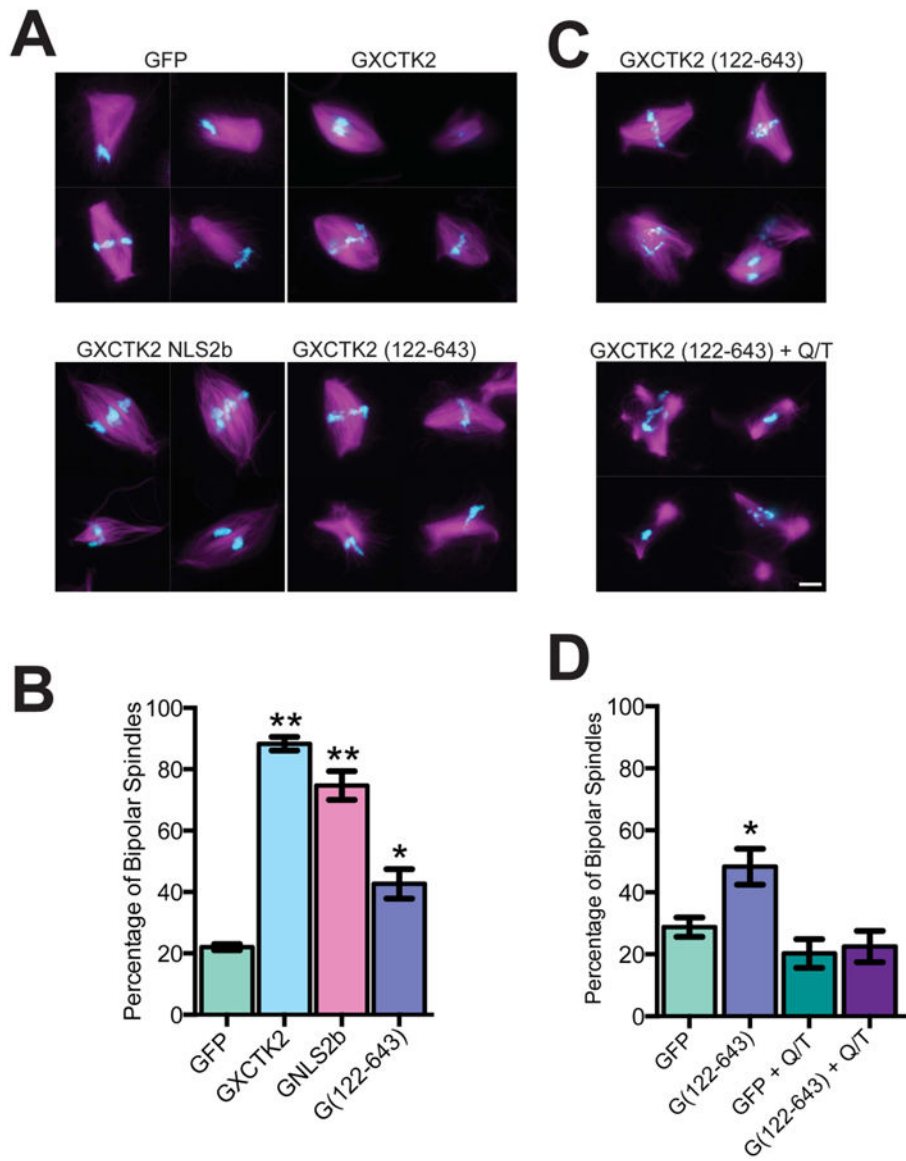 A
C
GFP
GXCTK2
GXCTK2 (122-643)
GXCTK2 NLS2b
GXCTK2 (122-643)
GXCTK2 (122-643) + Q/T
B
Percentage of Bipolar Spindles
100
80
60
40
20
0
**
**
*
GFP
GXCTK2
GNLS2b
G(122-643)
D
Percentage of Bipolar Spindles
100
80
60
40
20
0
*
GFP
G(122-643)
GFP + Q/T
G(122-643) + Q/T